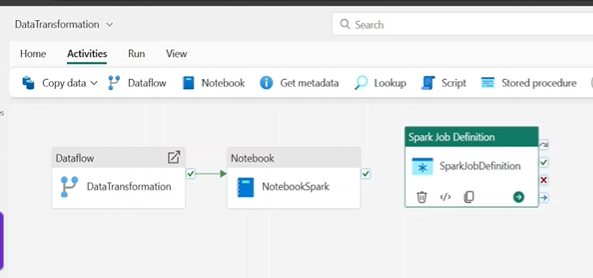 DataTransformation
Search
Home Activities Run View
Copy data Dataflow Notebook Get metadata Lookup Script Stored procedure
Dataflow
DataTransformation
Notebook
NotebookSpark
Spark Job Definition
SparkJobDefinition